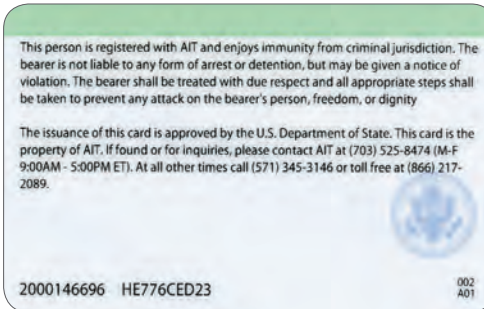 This person is registered with AIT and enjoys immunity from criminal jurisdiction. The
bearer is not liable to any form of arrest or detention, but may be given a notice of
violation. The bearer shall be treated with due respect and all appropriate steps shall
be taken to prevent any attack on the bearer's person, freedom, or dignity
The issuance of this card is approved by the U.S. Department of State. This card is the
property of AIT. If found or for inquiries, please contact AIT at (703) 525-8474 (M-F
9:00AM - 5:00PM ET). At all other times call (571) 345-3146 or toll free at (866) 217-
2089.
2000146696 HE776CED23
002
A01